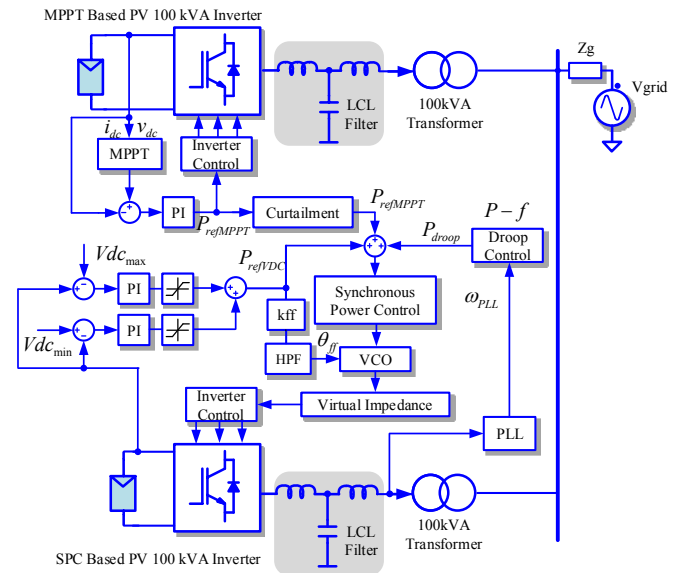 MPPT Based PV 100 kVA Inverter
Zg
Vgrid
LCL
Filter
100kVA
Transformer
i_dc
v_dc
MPPT
Inverter
Control
-
+
PI
P_refMPPT
Curtailment
P_refMPPT
P_droop
P − f
Droop
Control
Vdc_max
P_refVDC
+
-
PI
+
+
+
+
+
Synchronous
Power Control
ω_PLL
kff
Vdc_min
+
-
PI
HPF
θ_ff
VCO
Inverter
Control
Virtual Impedance
PLL
LCL
Filter
100kVA
Transformer
SPC Based PV 100 kVA Inverter